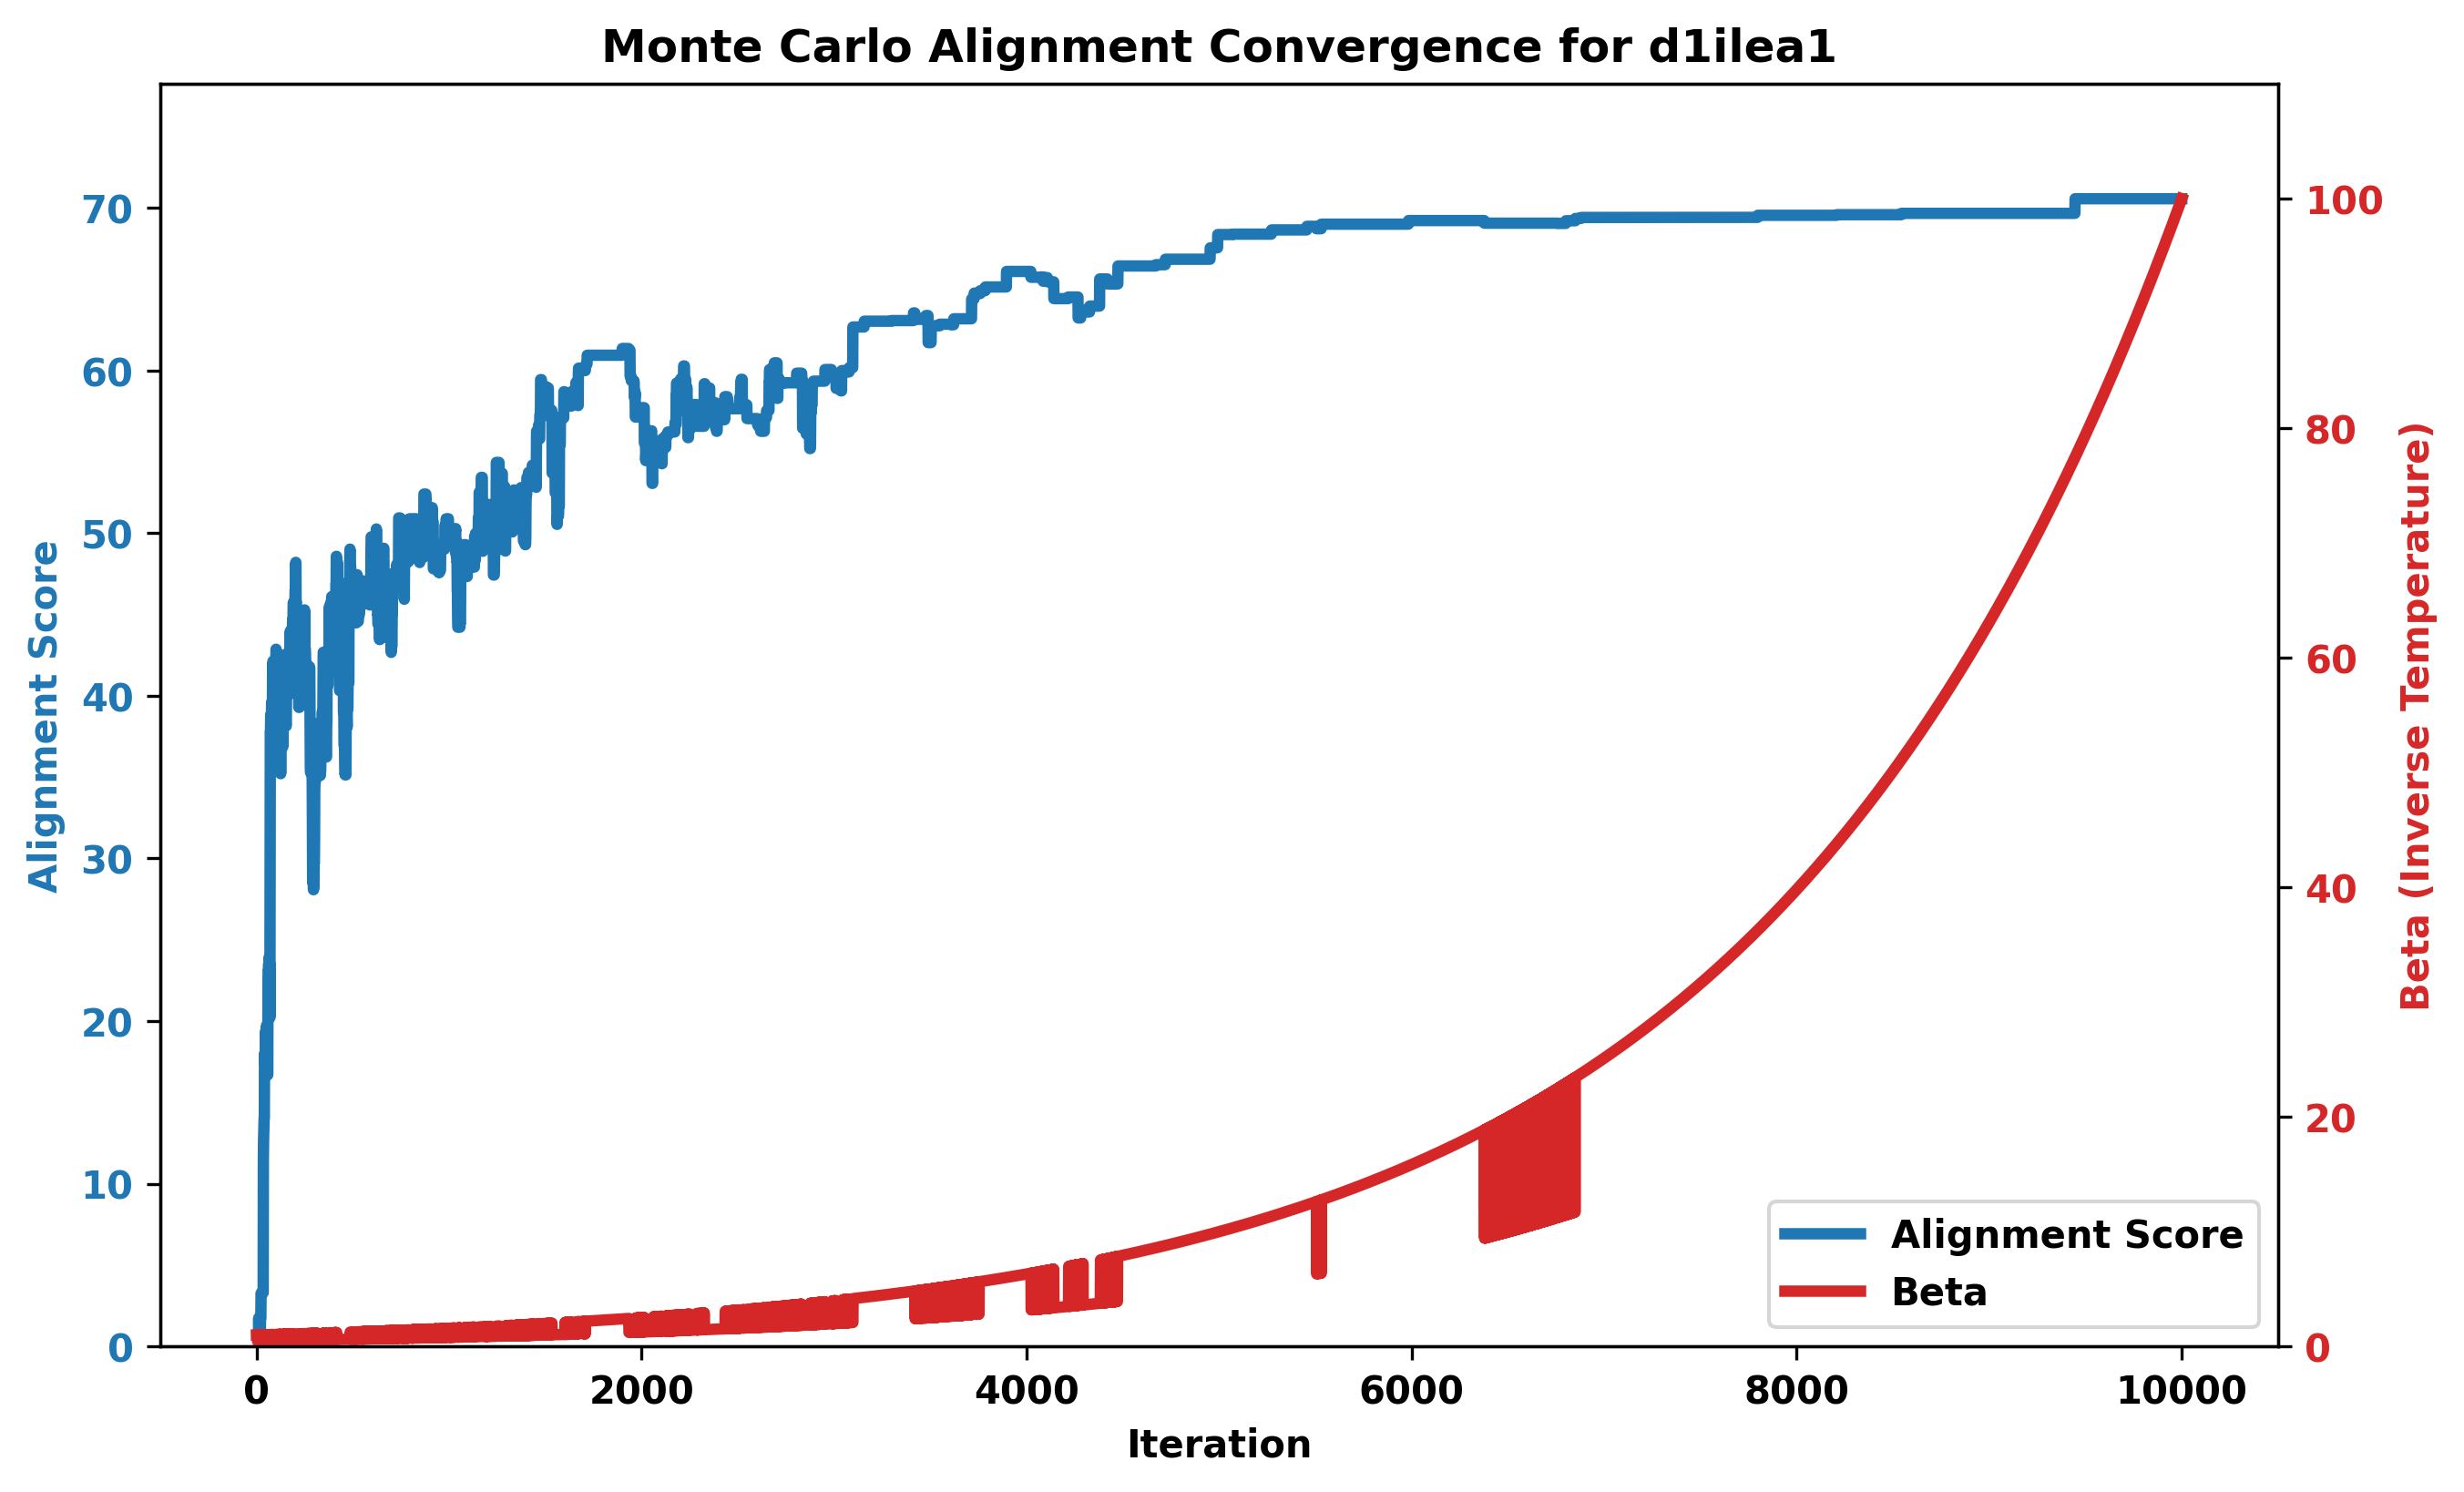 Monte Carlo Alignment Convergence for d1ilea1
Alignment Score
70
60
50
40
30
20
10
0
100
80
60
40
20
0
Beta (Inverse Temperature)
Alignment Score
Beta
0 2000 4000 6000 8000 10000
Iteration